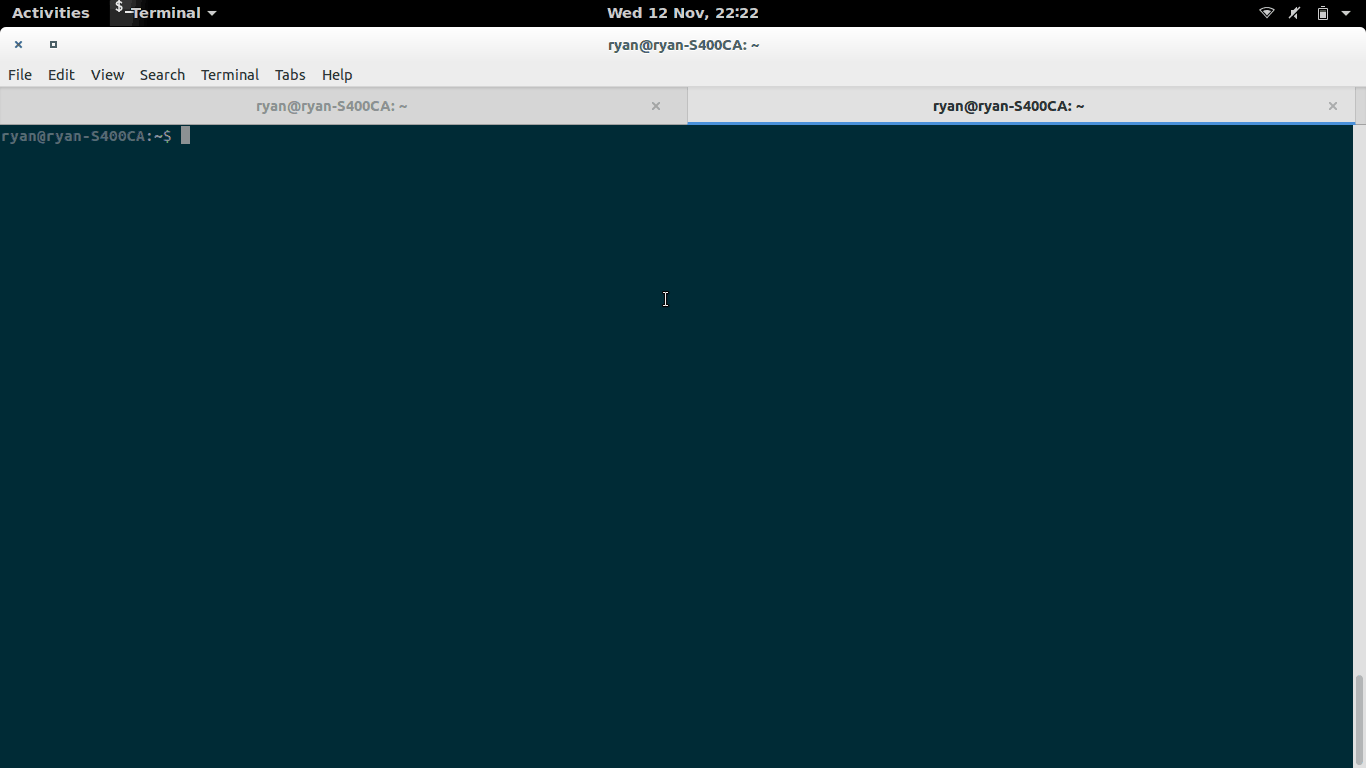 Activities $_ Terminal Wed 12 Nov, 22:22
ryan@ryan-S400CA: ~
File Edit View Search Terminal Tabs Help
ryan@ryan-S400CA: ~ × ryan@ryan-S400CA: ~ ×
ryan@ryan-S400CA:~$